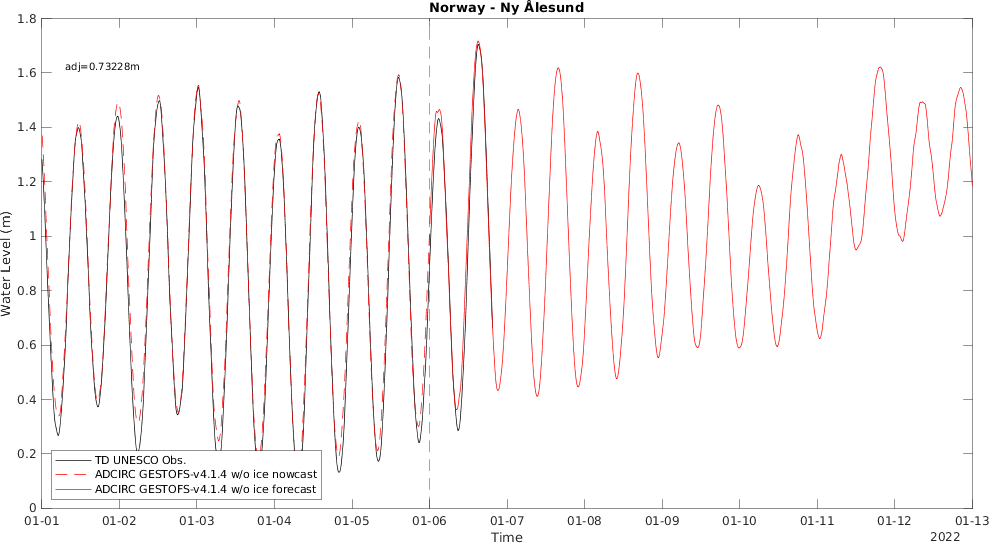 Norway - Ny Ålesund
1.8
1.6
1.4
1.2
1
0.8
0.6
0.4
0.2
0
Water Level (m)
adj=0.73228m
TD UNESCO Obs.
ADCIRC GESTOFS-v4.1.4 w/o ice nowcast
ADCIRC GESTOFS-v4.1.4 w/o ice forecast
01-01 01-02 01-03 01-04 01-05 01-06 01-07 01-08 01-09 01-10 01-11 01-12 01-13
Time
2022